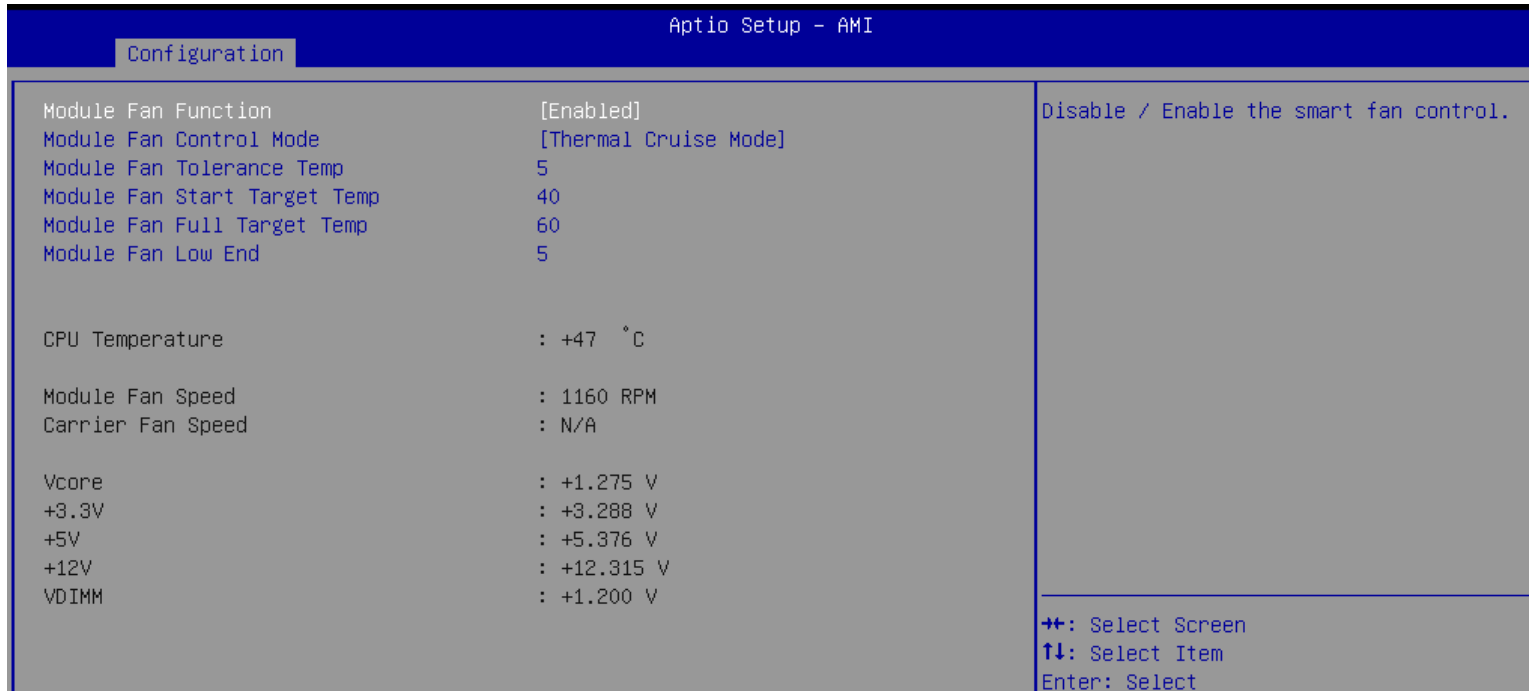 Aptio Setup – AMI
Configuration
Module Fan Function [Enabled]
Module Fan Control Mode [Thermal Cruise Mode]
Module Fan Tolerance Temp 5
Module Fan Start Target Temp 40
Module Fan Full Target Temp 60
Module Fan Low End 5
CPU Temperature : +47 °C
Module Fan Speed : 1160 RPM
Carrier Fan Speed : N/A
Vcore : +1.275 V
+3.3V : +3.288 V
+5V : +5.376 V
+12V : +12.315 V
VDIMM : +1.200 V
Disable / Enable the smart fan control.
→←: Select Screen
↑↓: Select Item
Enter: Select